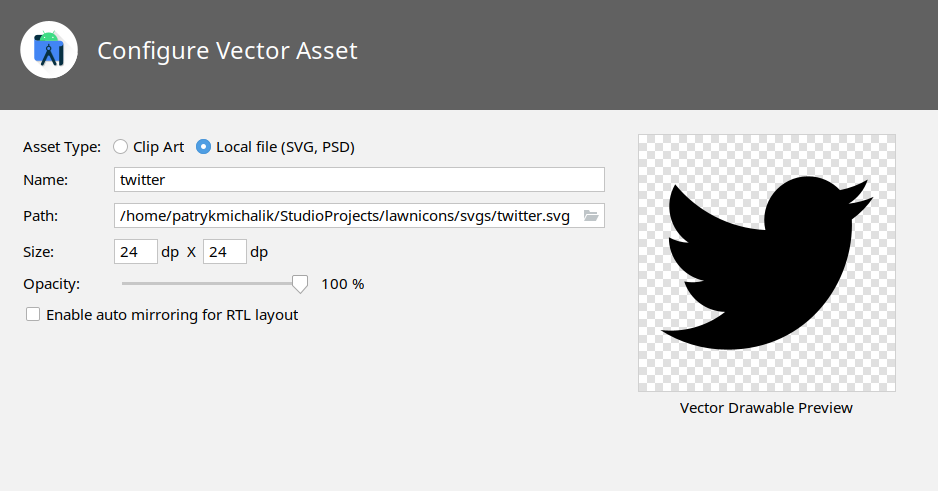 Configure Vector Asset
Asset Type: Clip Art Local file (SVG, PSD)
Name: twitter
Path: /home/patrykmichalik/StudioProjects/lawnicons/svgs/twitter.svg
Size: 24 dp X 24 dp
Opacity: 100 %
Enable auto mirroring for RTL layout
Vector Drawable Preview